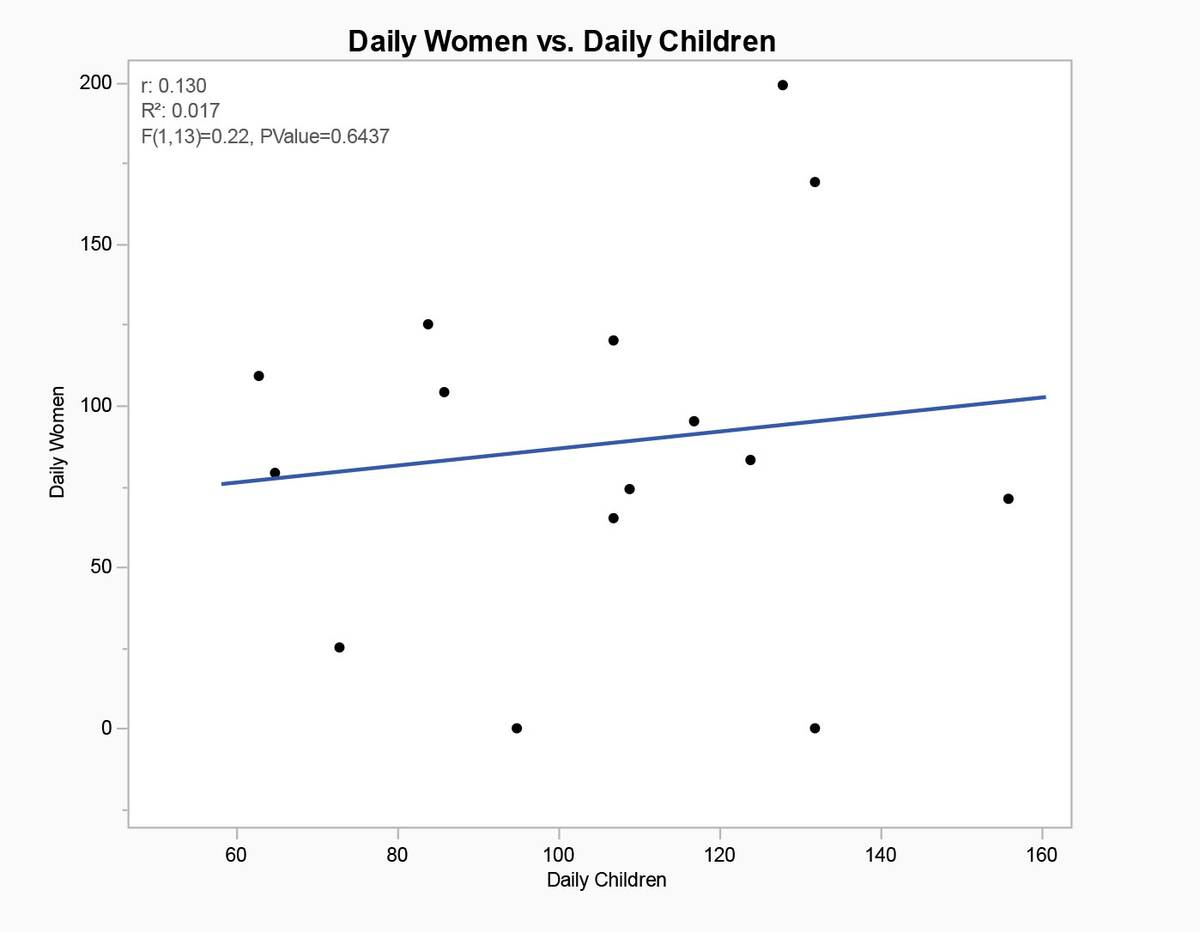 Daily Women vs. Daily Children
r: 0.130
R²: 0.017
F(1,13)=0.22, PValue=0.6437
200
150
100
50
0
Daily Women
60 80 100 120 140 160
Daily Children